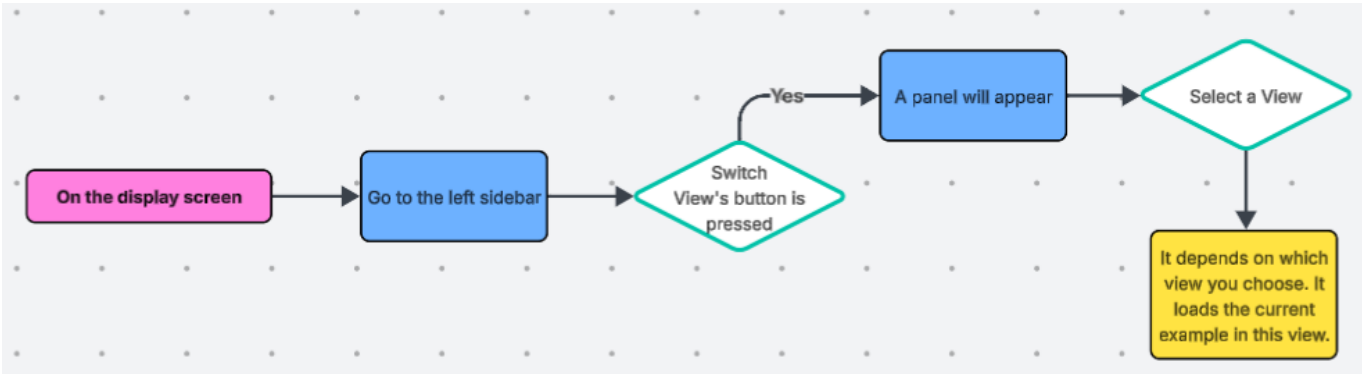 On the display screen
Go to the left sidebar
Switch
View's button is
pressed
Yes
A panel will appear
Select a View
It depends on which
view you choose. It
loads the current
example in this view.